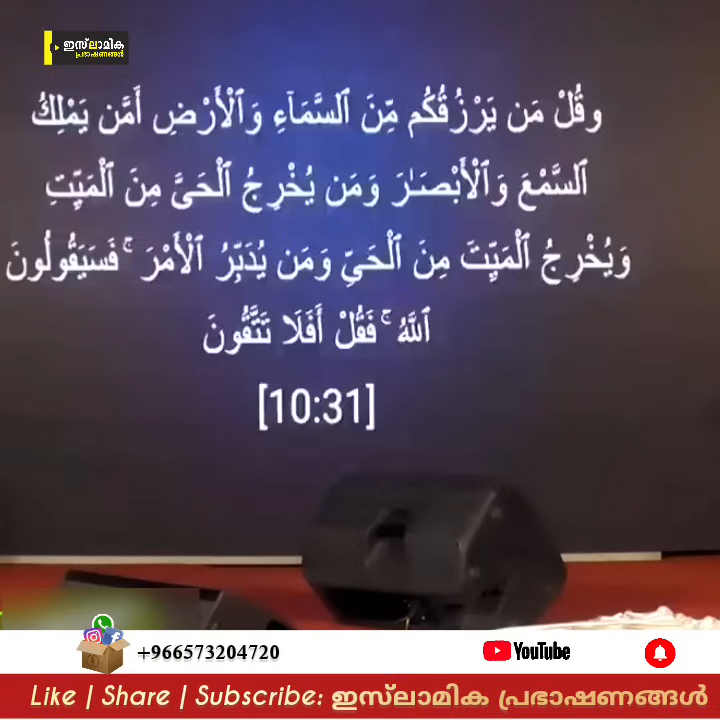 ഇസ്‌ലാമിക
പ്രഭാഷണങ്ങൾ
وقُلْ مَن يَرْزُقُكُم مِّنَ ٱلسَّمَآءِ وَٱلْأَرْضِ أَمَّن يَمْلِكُ
ٱلسَّمْعَ وَٱلْأَبْصَـٰرَ وَمَن يُخْرِجُ ٱلْحَىَّ مِنَ ٱلْمَيِّتِ
وَيُخْرِجُ ٱلْمَيِّتَ مِنَ ٱلْحَىِّ وَمَن يُدَبِّرُ ٱلْأَمْرَ ۚ فَسَيَقُولُونَ
ٱللَّهُ ۚ فَقُلْ أَفَلَا تَتَّقُونَ
[10:31]
+966573204720
YouTube
Like | Share | Subscribe: ഇസ്‌ലാമിക പ്രഭാഷണങ്ങൾ